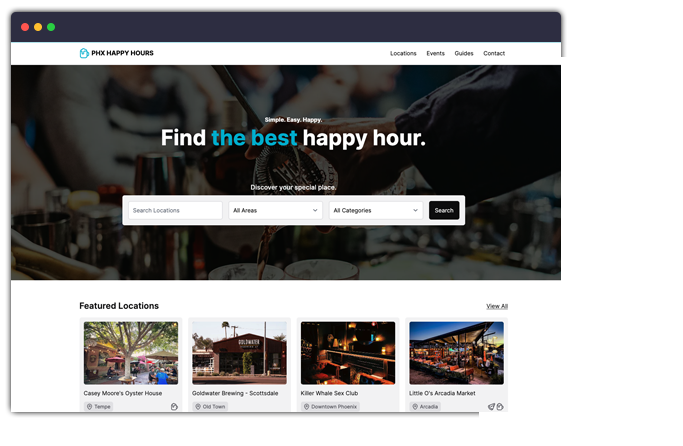 PHX HAPPY HOURS
Locations Events Guides Contact
Simple. Easy. Happy.
Find the best happy hour.
Discover your special place.
Search Locations All Areas All Categories Search
Featured Locations View All
GOLDWATER
Casey Moore's Oyster House Goldwater Brewing - Scottsdale Killer Whale Sex Club Little O's Arcadia Market
Tempe Old Town Downtown Phoenix Arcadia